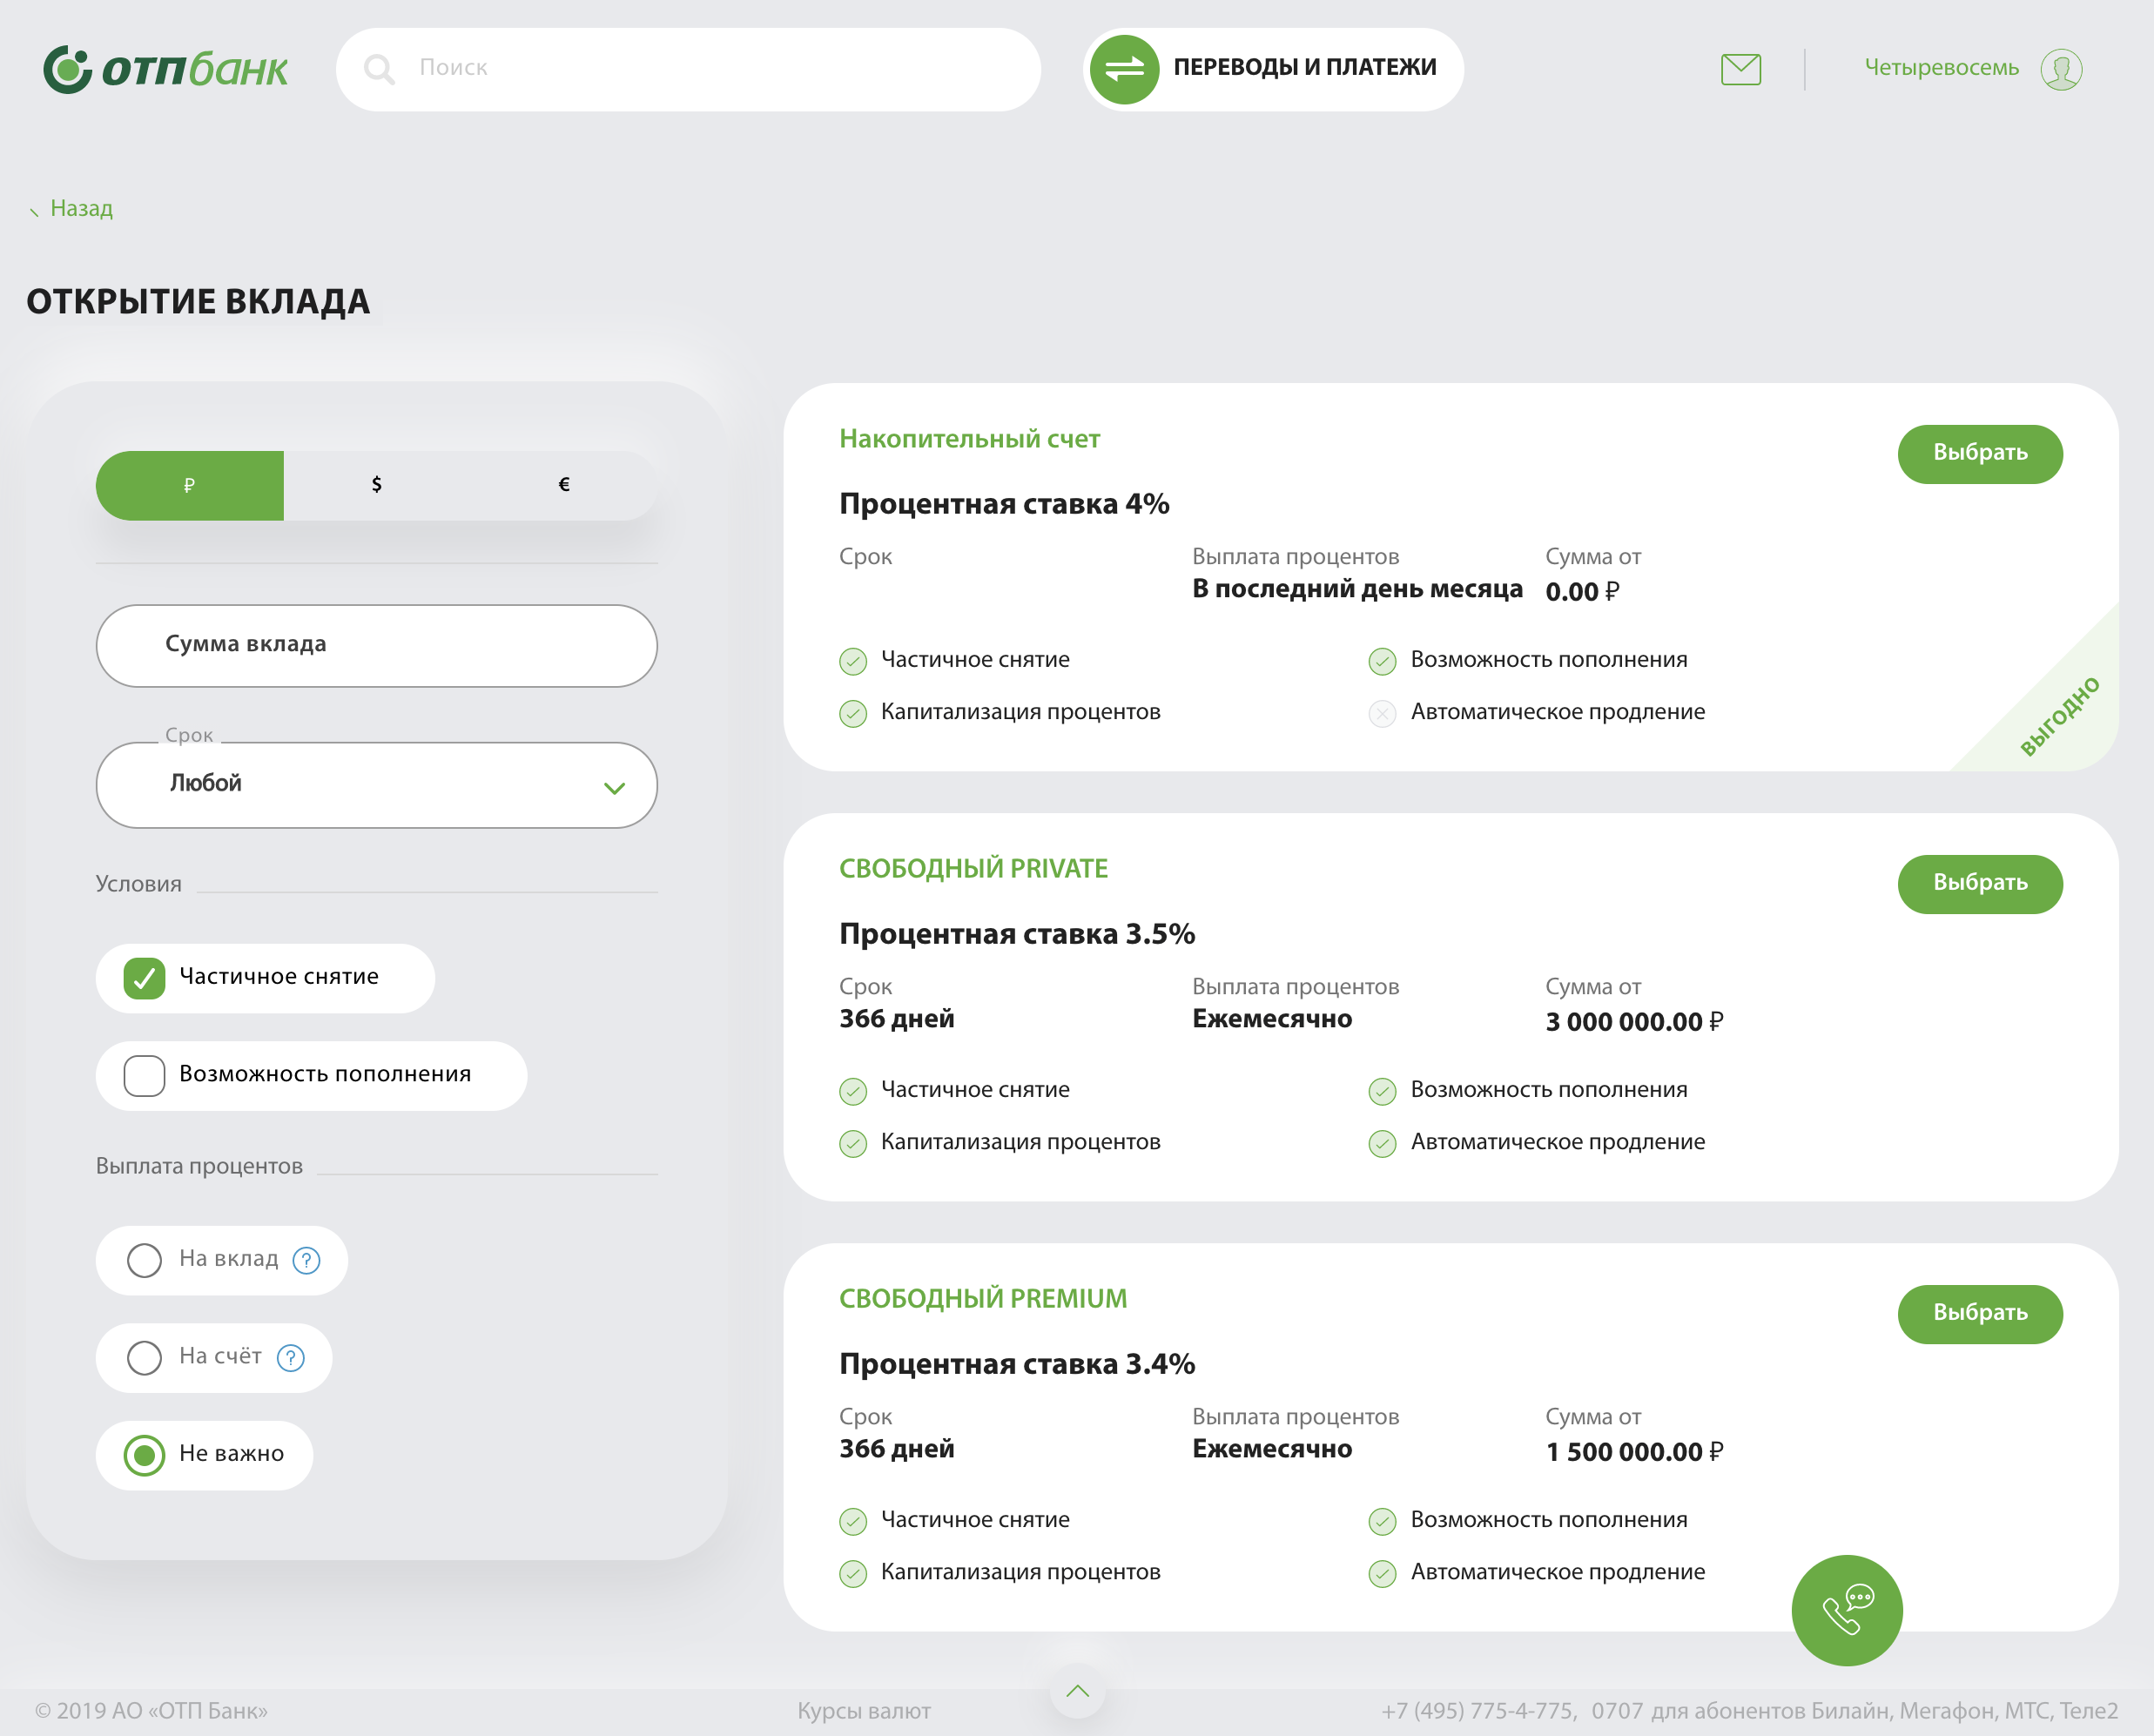 ОТПбанк
Поиск
ПЕРЕВОДЫ И ПЛАТЕЖИ
Четыревосемь
Назад
ОТКРЫТИЕ ВКЛАДА
₽ $ €
Сумма вклада
Срок
Любой
Условия
Частичное снятие
Возможность пополнения
Выплата процентов
На вклад ?
На счёт ?
Не важно
Накопительный счет
Выбрать
Процентная ставка 4%
Срок Выплата процентов Сумма от
В последний день месяца 0.00 ₽
Частичное снятие Возможность пополнения
Капитализация процентов Автоматическое продление
ВЫГОДНО
СВОБОДНЫЙ PRIVATE
Выбрать
Процентная ставка 3.5%
Срок Выплата процентов Сумма от
366 дней Ежемесячно 3 000 000.00 ₽
Частичное снятие Возможность пополнения
Капитализация процентов Автоматическое продление
СВОБОДНЫЙ PREMIUM
Выбрать
Процентная ставка 3.4%
Срок Выплата процентов Сумма от
366 дней Ежемесячно 1 500 000.00 ₽
Частичное снятие Возможность пополнения
Капитализация процентов Автоматическое продление
© 2019 АО «ОТП Банк» Курсы валют +7 (495) 775-4-775, 0707 для абонентов Билайн, Мегафон, МТС, Теле2